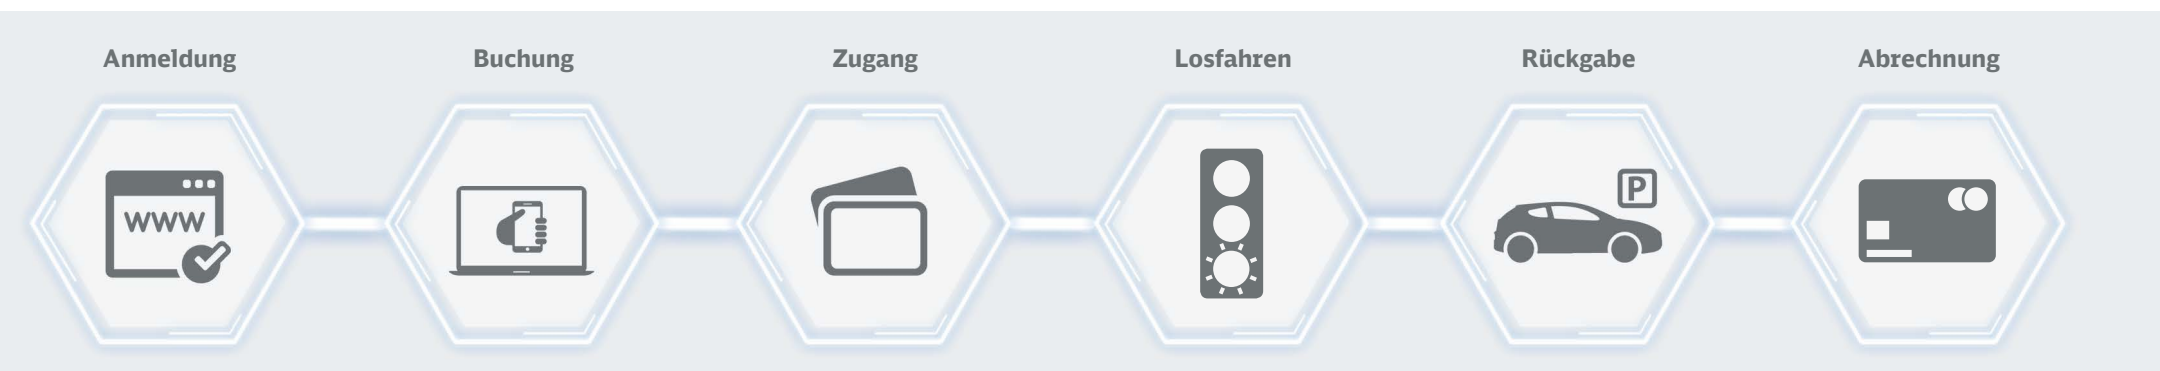 Anmeldung
Buchung
Zugang
Losfahren
Rückgabe
Abrechnung
WWW
P